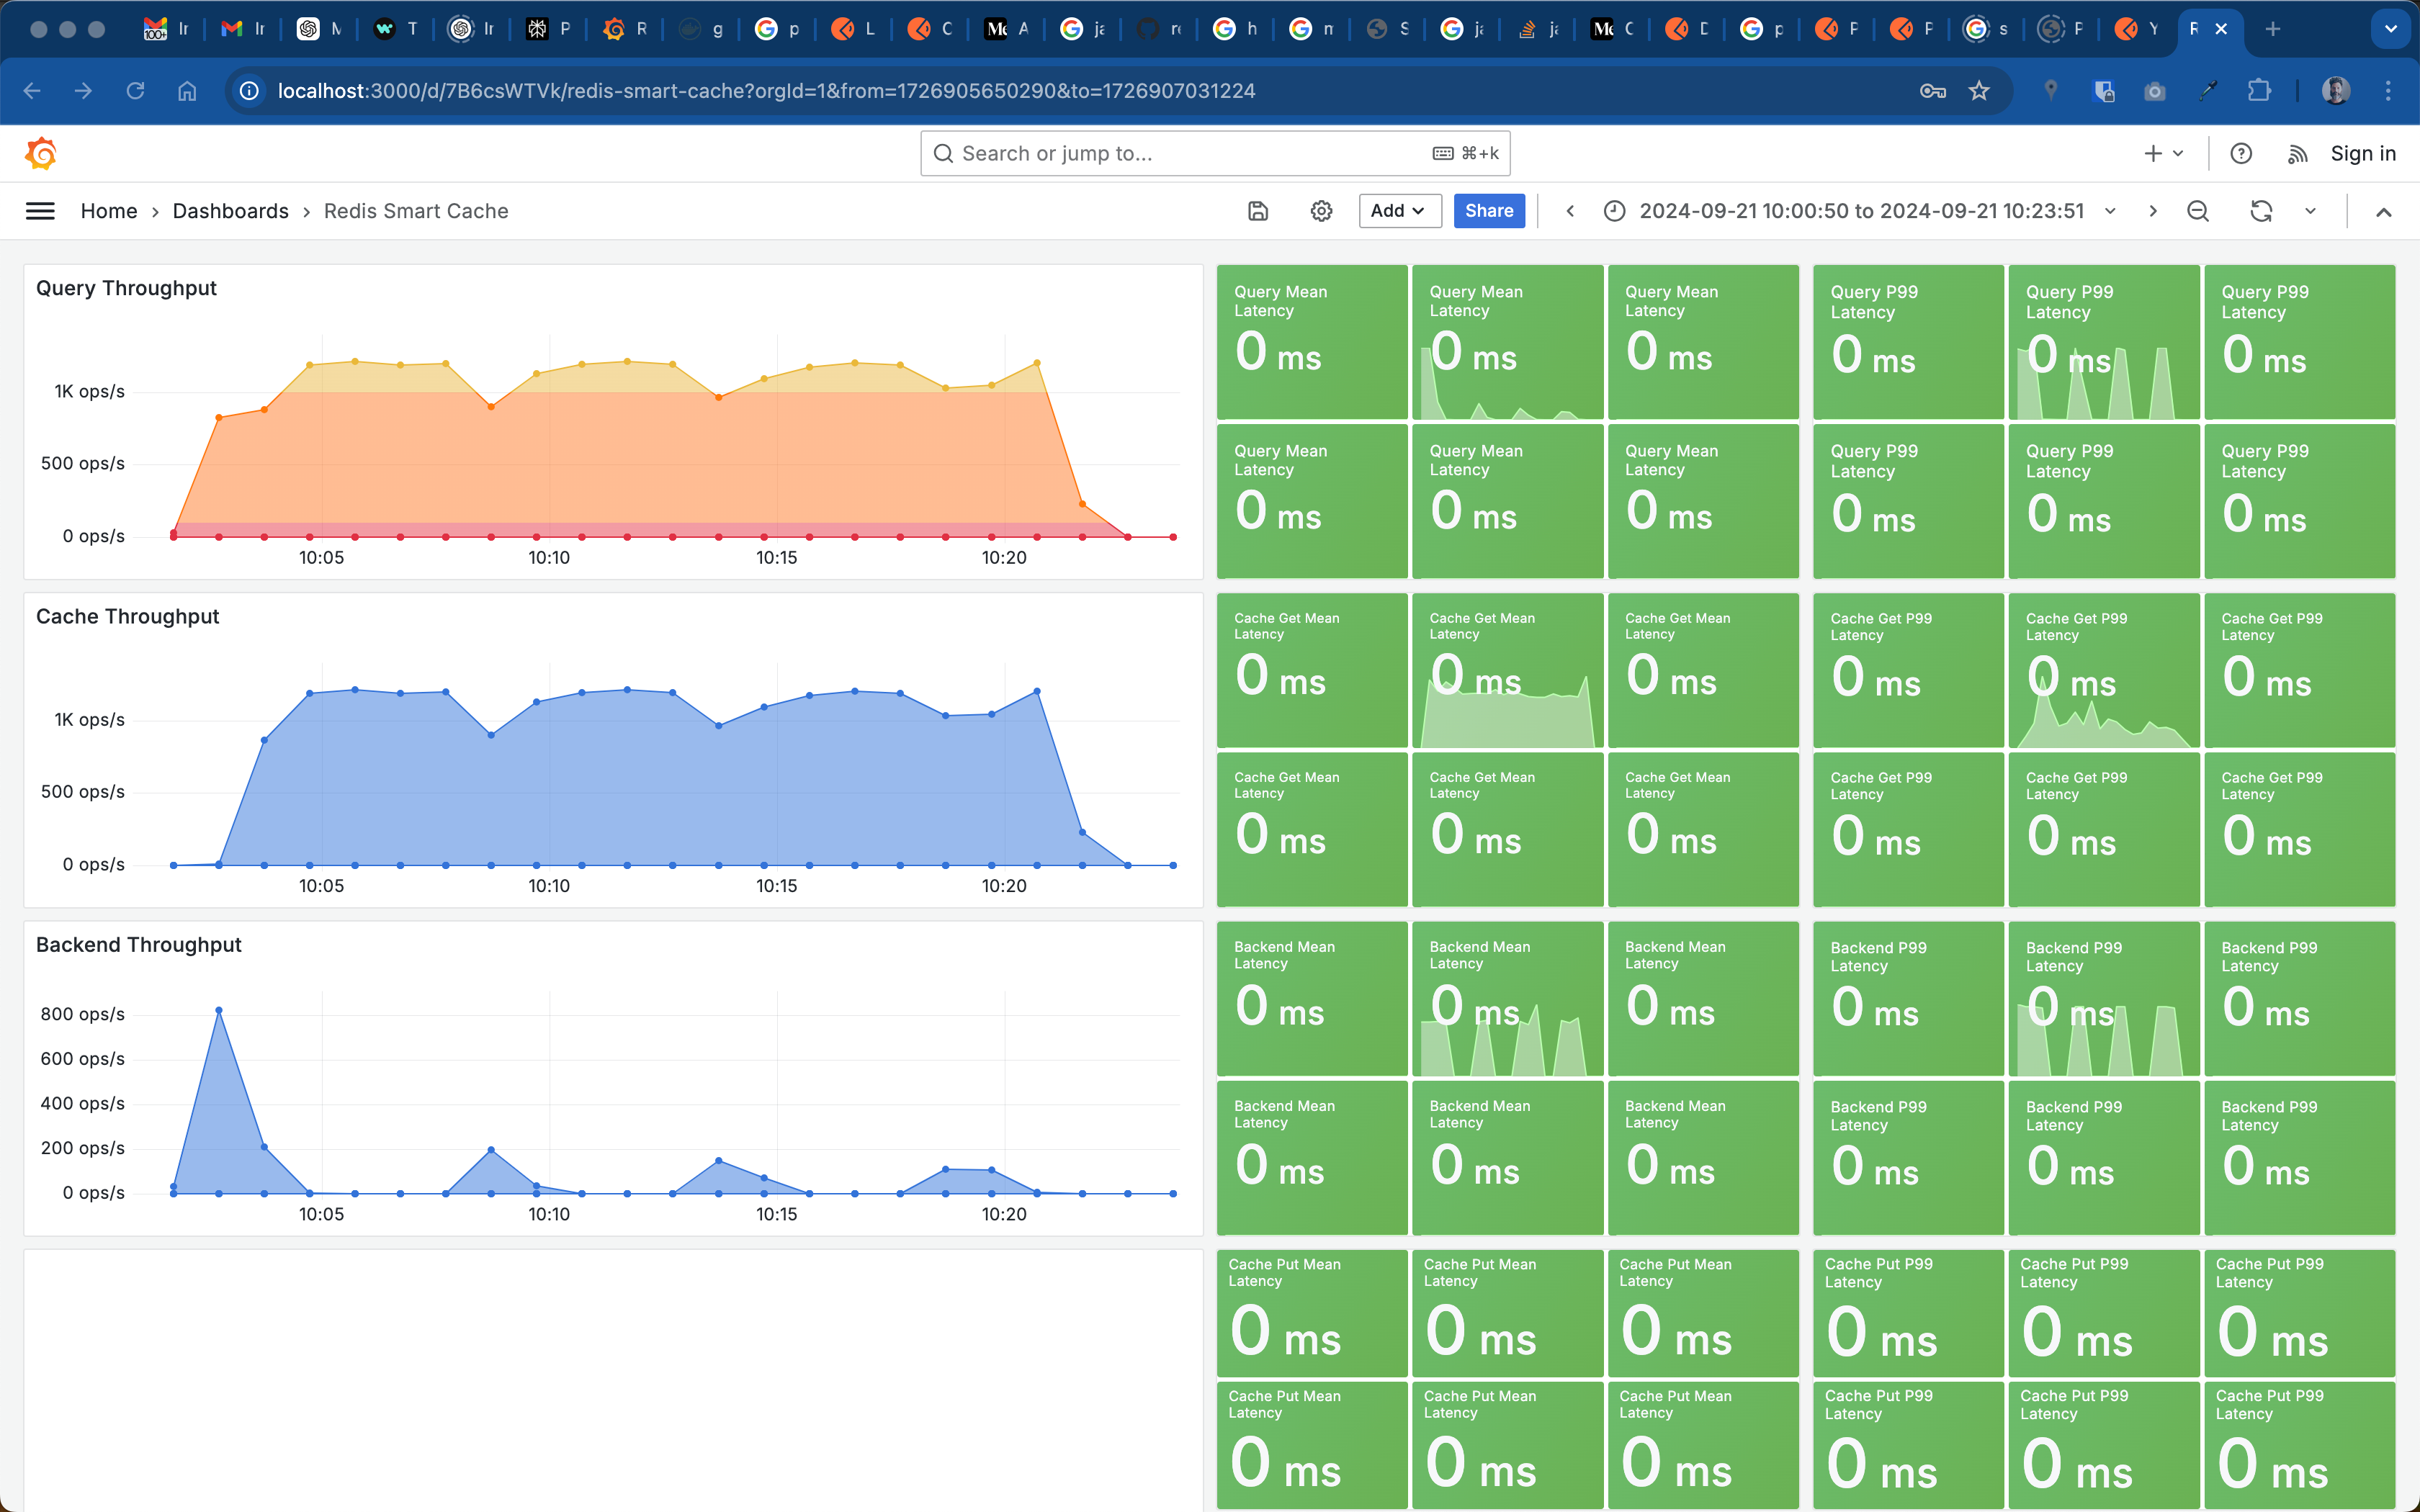 100+ Ir Ir M T Ir P R g p L C Me A ja re h m S ja ja Me C D p P P s P Y R
localhost:3000/d/7B6csWTVk/redis-smart-cache?orgId=1&from=1726905650290&to=1726907031224
Search or jump to... ⌘+k
Sign in
Home › Dashboards › Redis Smart Cache
Add
Share
2024-09-21 10:00:50 to 2024-09-21 10:23:51
Query Throughput
1K ops/s
500 ops/s
0 ops/s
10:05 10:10 10:15 10:20
Query Mean Latency 0 ms
Query Mean Latency 0 ms
Query Mean Latency 0 ms
Query P99 Latency 0 ms
Query P99 Latency 0 ms
Query P99 Latency 0 ms
Query Mean Latency 0 ms
Query Mean Latency 0 ms
Query Mean Latency 0 ms
Query P99 Latency 0 ms
Query P99 Latency 0 ms
Query P99 Latency 0 ms
Cache Throughput
1K ops/s
500 ops/s
0 ops/s
10:05 10:10 10:15 10:20
Cache Get Mean Latency 0 ms
Cache Get Mean Latency 0 ms
Cache Get Mean Latency 0 ms
Cache Get P99 Latency 0 ms
Cache Get P99 Latency 0 ms
Cache Get P99 Latency 0 ms
Cache Get Mean Latency 0 ms
Cache Get Mean Latency 0 ms
Cache Get Mean Latency 0 ms
Cache Get P99 Latency 0 ms
Cache Get P99 Latency 0 ms
Cache Get P99 Latency 0 ms
Backend Throughput
800 ops/s
600 ops/s
400 ops/s
200 ops/s
0 ops/s
10:05 10:10 10:15 10:20
Backend Mean Latency 0 ms
Backend Mean Latency 0 ms
Backend Mean Latency 0 ms
Backend P99 Latency 0 ms
Backend P99 Latency 0 ms
Backend P99 Latency 0 ms
Backend Mean Latency 0 ms
Backend Mean Latency 0 ms
Backend Mean Latency 0 ms
Backend P99 Latency 0 ms
Backend P99 Latency 0 ms
Backend P99 Latency 0 ms
Cache Put Mean Latency 0 ms
Cache Put Mean Latency 0 ms
Cache Put Mean Latency 0 ms
Cache Put P99 Latency 0 ms
Cache Put P99 Latency 0 ms
Cache Put P99 Latency 0 ms
Cache Put Mean Latency 0 ms
Cache Put Mean Latency 0 ms
Cache Put Mean Latency 0 ms
Cache Put P99 Latency 0 ms
Cache Put P99 Latency 0 ms
Cache Put P99 Latency 0 ms